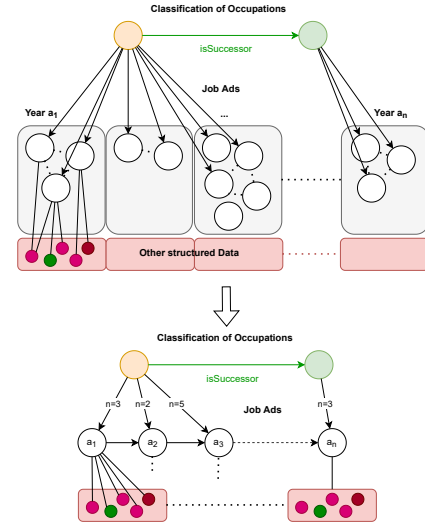 Classification of Occupations
isSuccessor
Job Ads
Year a1
...
Year an
Other structured Data
Classification of Occupations
isSuccessor
n=3 n=2 n=5 n=3
Job Ads
a1 a2 a3 an